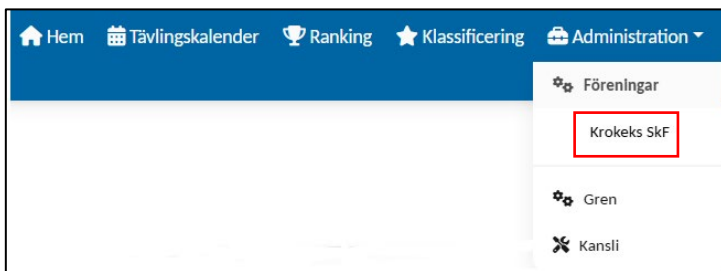 Hem Tävlingskalender Ranking Klassificering Administration
Föreningar
Krokeks SkF
Gren
Kansli